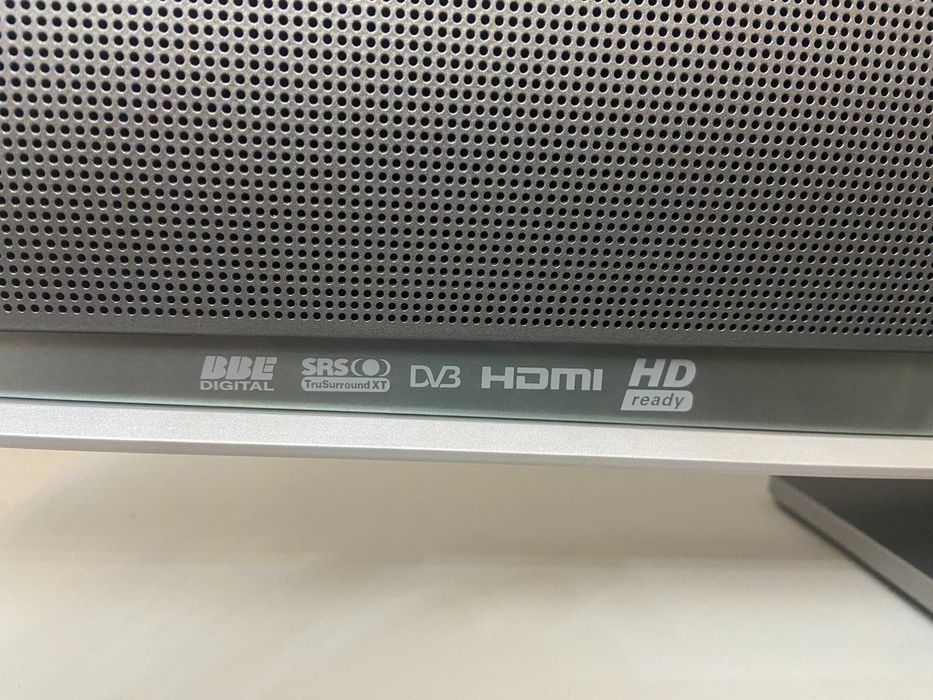 BBE DIGITAL
SRS TruSurround XT
DVB
HDMI
HD ready